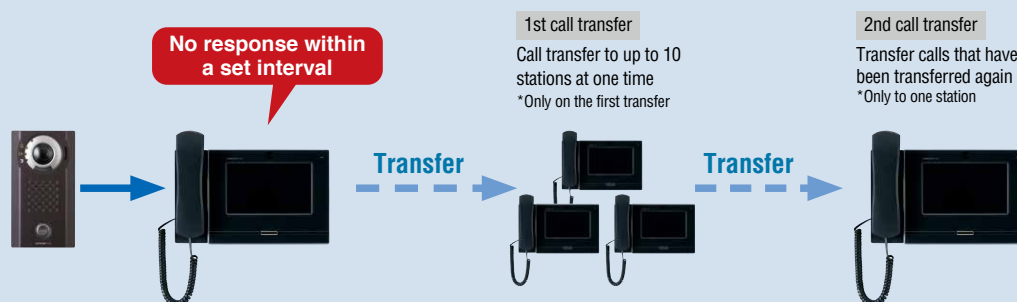 No response within
a set interval
1st call transfer
Call transfer to up to 10
stations at one time
*Only on the first transfer
2nd call transfer
Transfer calls that have
been transferred again
*Only to one station
Transfer
Transfer